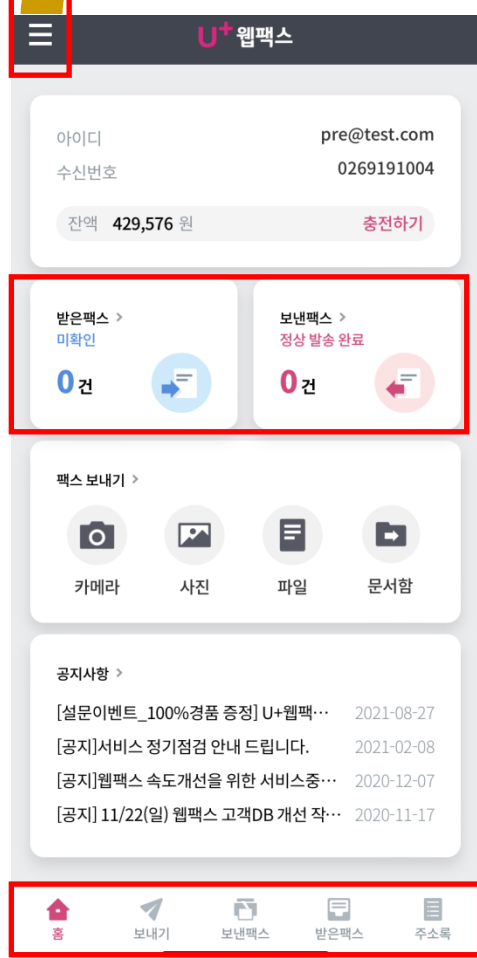 U+웹팩스
아이디 pre@test.com
수신번호 0269191004
잔액 429,576 원 충전하기
받은팩스 >
미확인
0 건
보낸팩스 >
정상 발송 완료
0 건
팩스 보내기 >
카메라 사진 파일 문서함
공지사항 >
[설문이벤트_100%경품 증정] U+웹팩··· 2021-08-27
[공지]서비스 정기점검 안내 드립니다. 2021-02-08
[공지]웹팩스 속도개선을 위한 서비스중··· 2020-12-07
[공지] 11/22(일) 웹팩스 고객DB 개선 작··· 2020-11-17
홈 보내기 보낸팩스 받은팩스 주소록